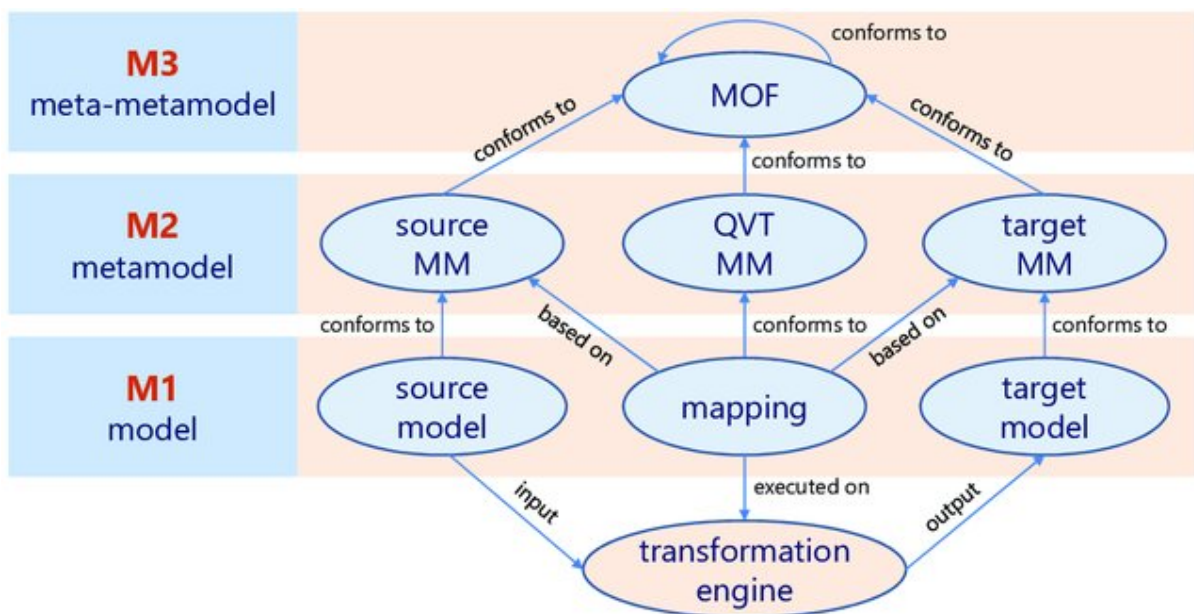 M3
meta-metamodel
conforms to
MOF
conforms to
conforms to
conforms to
M2
metamodel
source
MM
QVT
MM
target
MM
conforms to
based on
conforms to
based on
conforms to
M1
model
source
model
mapping
target
model
input
executed on
output
transformation
engine